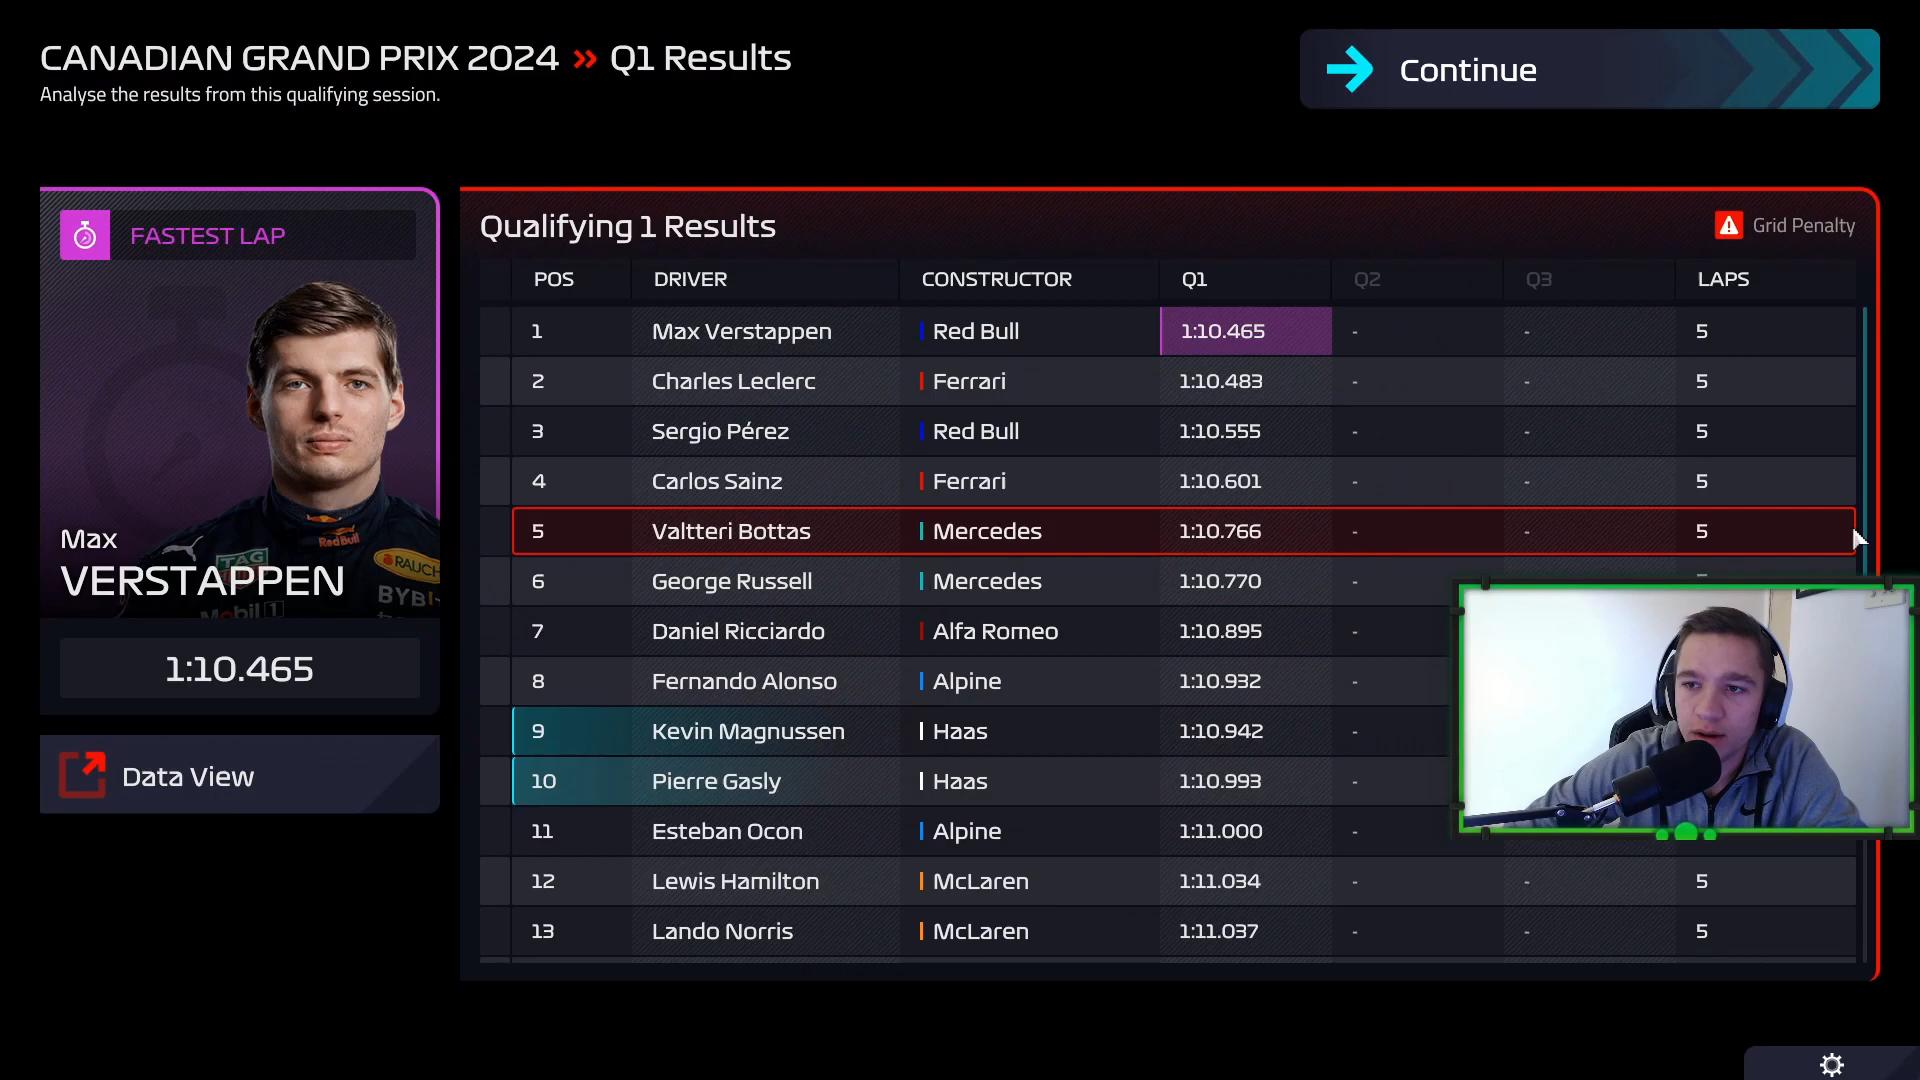 CANADIAN GRAND PRIX 2024 » Q1 Results
Analyse the results from this qualifying session.
Continue
FASTEST LAP
TAG
Red Bull
RAUCH
Mobil 1
Max
VERSTAPPEN
1:10.465
Data View
Qualifying 1 Results
Grid Penalty
POS DRIVER CONSTRUCTOR Q1 Q2 Q3 LAPS
1 Max Verstappen Red Bull 1:10.465 - - 5
2 Charles Leclerc Ferrari 1:10.483 - - 5
3 Sergio Pérez Red Bull 1:10.555 - - 5
4 Carlos Sainz Ferrari 1:10.601 - - 5
5 Valtteri Bottas Mercedes 1:10.766 - - 5
6 George Russell Mercedes 1:10.770 -
7 Daniel Ricciardo Alfa Romeo 1:10.895 -
8 Fernando Alonso Alpine 1:10.932 -
9 Kevin Magnussen Haas 1:10.942 -
10 Pierre Gasly Haas 1:10.993 -
11 Esteban Ocon Alpine 1:11.000 -
12 Lewis Hamilton McLaren 1:11.034 - - 5
13 Lando Norris McLaren 1:11.037 - - 5